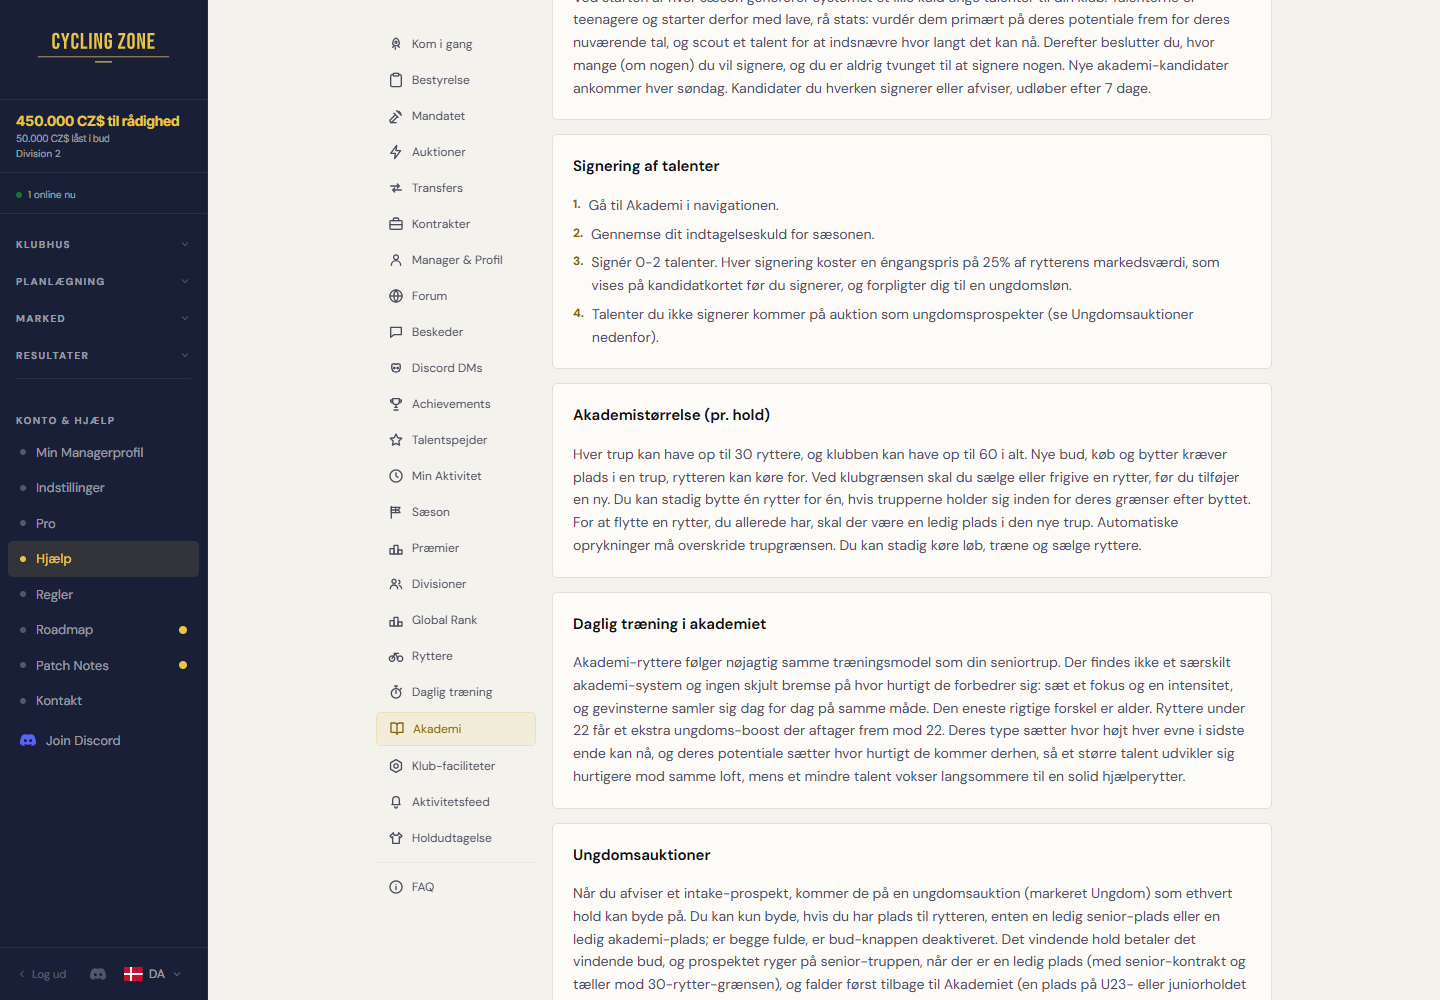 CYCLING ZONE
450.000 CZ$ til rådighed
50.000 CZ$ låst i bud
Division 2
1 online nu
KLUBHUS
PLANLÆGNING
MARKED
RESULTATER
KONTO & HJÆLP
Min Managerprofil
Indstillinger
Pro
Hjælp
Regler
Roadmap
Patch Notes
Kontakt
Join Discord
Log ud
DA
Kom i gang
Bestyrelse
Mandatet
Auktioner
Transfers
Kontrakter
Manager & Profil
Forum
Beskeder
Discord DMs
Achievements
Talentspejder
Min Aktivitet
Sæson
Præmier
Divisioner
Global Rank
Ryttere
Daglig træning
Akademi
Klub-faciliteter
Aktivitetsfeed
Holdudtagelse
FAQ
teenagere og starter derfor med lave, rå stats: vurdér dem primært på deres potentiale frem for deres
nuværende tal, og scout et talent for at indsnævre hvor langt det kan nå. Derefter beslutter du, hvor
mange (om nogen) du vil signere, og du er aldrig tvunget til at signere nogen. Nye akademi-kandidater
ankommer hver søndag. Kandidater du hverken signerer eller afviser, udløber efter 7 dage.
Signering af talenter
1. Gå til Akademi i navigationen.
2. Gennemse dit indtagelseskuld for sæsonen.
3. Signér 0-2 talenter. Hver signering koster en éngangspris på 25% af rytterens markedsværdi, som
vises på kandidatkortet før du signerer, og forpligter dig til en ungdomsløn.
4. Talenter du ikke signerer kommer på auktion som ungdomsprospekter (se Ungdomsauktioner
nedenfor).
Akademistørrelse (pr. hold)
Hver trup kan have op til 30 ryttere, og klubben kan have op til 60 i alt. Nye bud, køb og bytter kræver
plads i en trup, rytteren kan køre for. Ved klubgrænsen skal du sælge eller frigive en rytter, før du tilføjer
en ny. Du kan stadig bytte én rytter for én, hvis trupperne holder sig inden for deres grænser efter byttet.
For at flytte en rytter, du allerede har, skal der være en ledig plads i den nye trup. Automatiske
oprykninger må overskride trupgrænsen. Du kan stadig køre løb, træne og sælge ryttere.
Daglig træning i akademiet
Akademi-ryttere følger nøjagtig samme træningsmodel som din seniortrup. Der findes ikke et særskilt
akademi-system og ingen skjult bremse på hvor hurtigt de forbedrer sig: sæt et fokus og en intensitet,
og gevinsterne samler sig dag for dag på samme måde. Den eneste rigtige forskel er alder. Ryttere under
22 får et ekstra ungdoms-boost der aftager frem mod 22. Deres type sætter hvor højt hver evne i sidste
ende kan nå, og deres potentiale sætter hvor hurtigt de kommer derhen, så et større talent udvikler sig
hurtigere mod samme loft, mens et mindre talent vokser langsommere til en solid hjælperytter.
Ungdomsauktioner
Når du afviser et intake-prospekt, kommer de på en ungdomsauktion (markeret Ungdom) som ethvert
hold kan byde på. Du kan kun byde, hvis du har plads til rytteren, enten en ledig senior-plads eller en
ledig akademi-plads; er begge fulde, er bud-knappen deaktiveret. Det vindende hold betaler det
vindende bud, og prospektet ryger på senior-truppen, når der er en ledig plads (med senior-kontrakt og
tæller mod 30-rytter-grænsen), og falder først tilbage til Akademiet (en plads på U23- eller juniorholdet